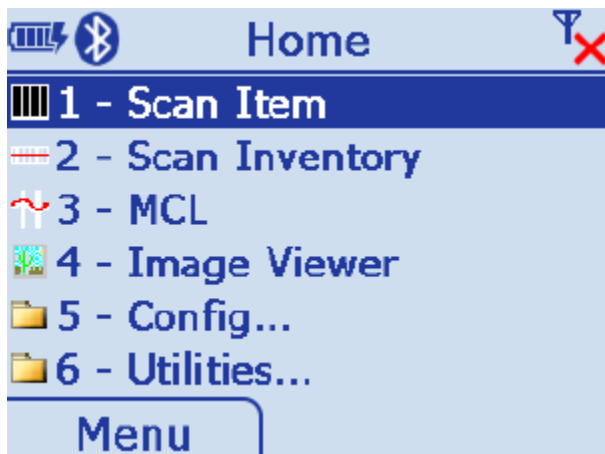 Home
1 - Scan Item
2 - Scan Inventory
3 - MCL
4 - Image Viewer
5 - Config...
6 - Utilities...
Menu